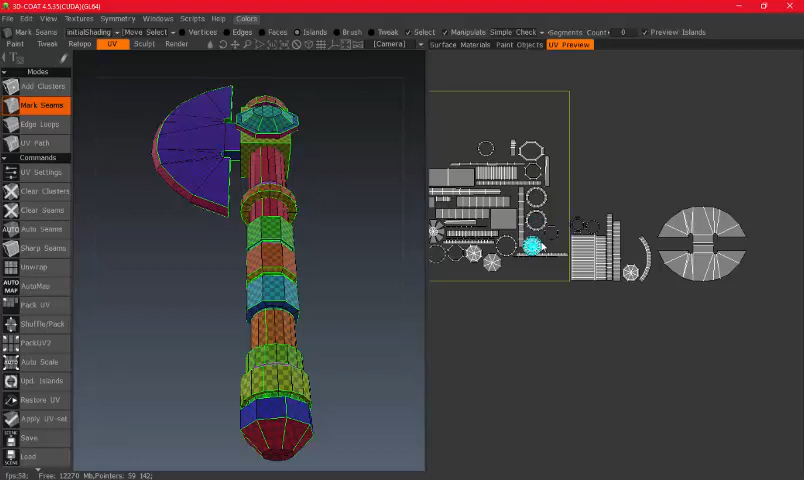 3D-COAT 4.5.35(CUDA)(GL64)
File Edit View Textures Symmetry Windows Scripts Help Colors
Mark Seams initialShading [Move Select] Vertices Edges Faces Islands Brush Tweak Select Manipulate Simple Check Segments Count: 0 Preview Islands
Paint Tweak Retopo UV Sculpt Render [Camera] Surface Materials Paint Objects UV Preview
Modes
Add Clusters
Mark Seams
Edge Loops
UV Path
Commands
UV Settings
Clear Clusters
Clear Seams
Auto Seams
Sharp Seams
Unwrap
AUTO MAP AutoMap
Pack UV
Shuffle/Pack
PackUV2
AUTO Auto Scale
Upd. Islands
Restore UV
Apply UV-set
SCENE Save
SCENE Load
fps:58; Free: 12270 Mb,Pointers: 59 142;